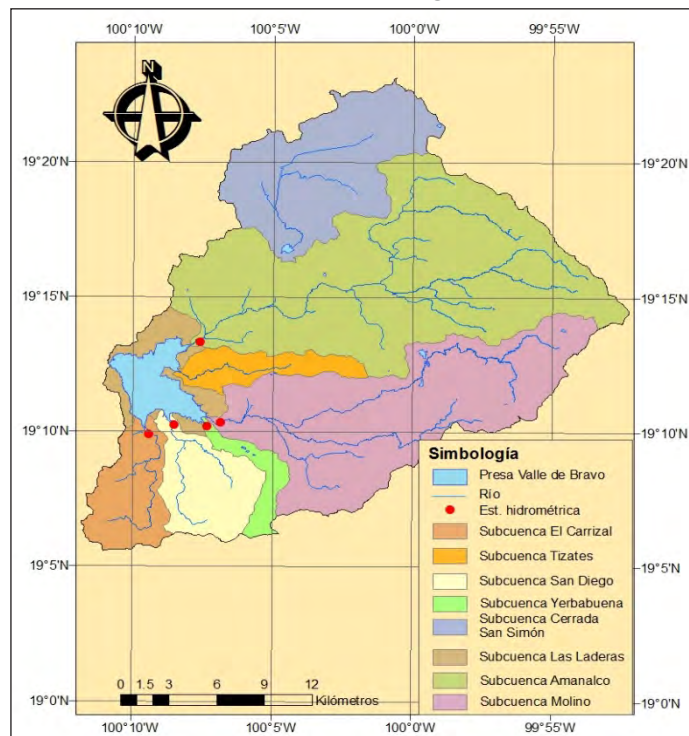 100°10'W 100°5'W 100°0'W 99°55'W
N
19°20'N 19°20'N
19°15'N 19°15'N
19°10'N 19°10'N
Simbología
Presa Valle de Bravo
Río
Est. hidrométrica
Subcuenca El Carrizal
Subcuenca Tizates
Subcuenca San Diego
Subcuenca Yerbabuena
Subcuenca Cerrada
San Simón
Subcuenca Las Laderas
Subcuenca Amanalco
Subcuenca Molino
19°5'N 19°5'N
0 1.5 3 6 9 12
Kilómetros
19°0'N 19°0'N
100°10'W 100°5'W 100°0'W 99°55'W